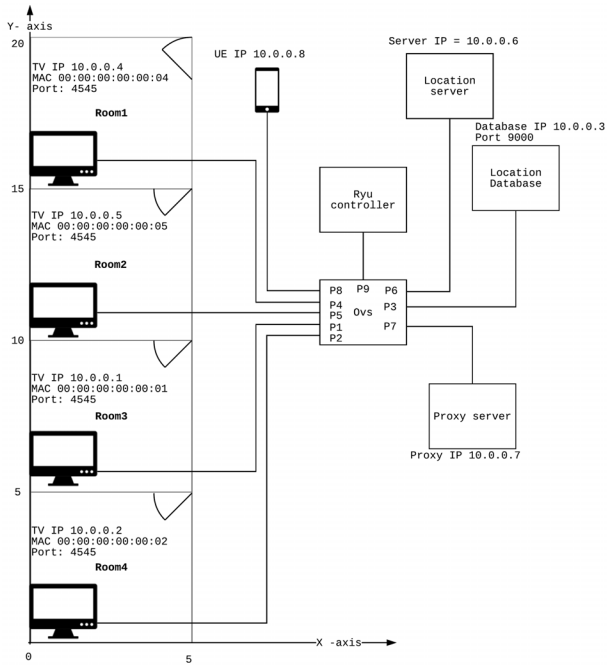 Y- axis
20
TV IP 10.0.0.4
MAC 00:00:00:00:00:04
Port: 4545
Room1
15
TV IP 10.0.0.5
MAC 00:00:00:00:00:05
Port: 4545
Room2
10
TV IP 10.0.0.1
MAC 00:00:00:00:00:01
Port: 4545
Room3
5
TV IP 10.0.0.2
MAC 00:00:00:00:00:02
Port: 4545
Room4
0
5
X -axis
UE IP 10.0.0.8
Server IP = 10.0.0.6
Location
server
Database IP 10.0.0.3
Port 9000
Location
Database
Ryu
controller
P8 P9 P6
P4 P3
P5 Ovs
P1 P7
P2
Proxy server
Proxy IP 10.0.0.7